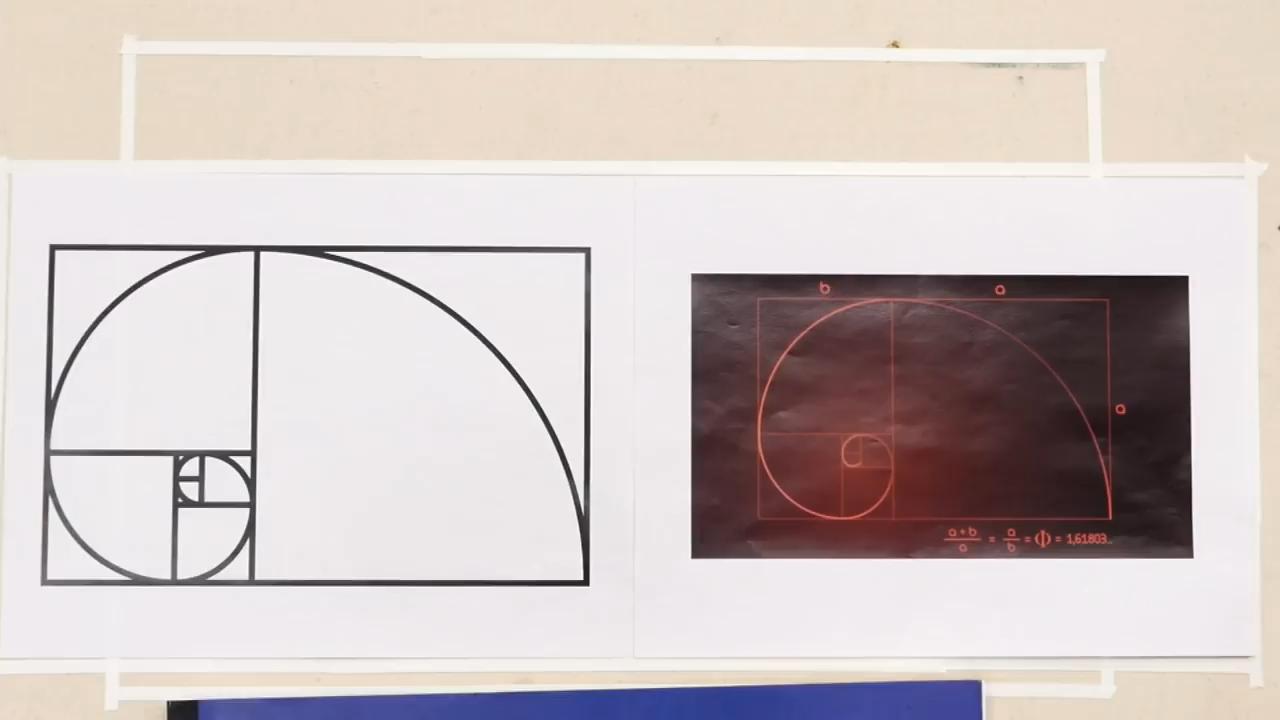 b a
a
a + b / a = a / b = Φ = 1,61803..